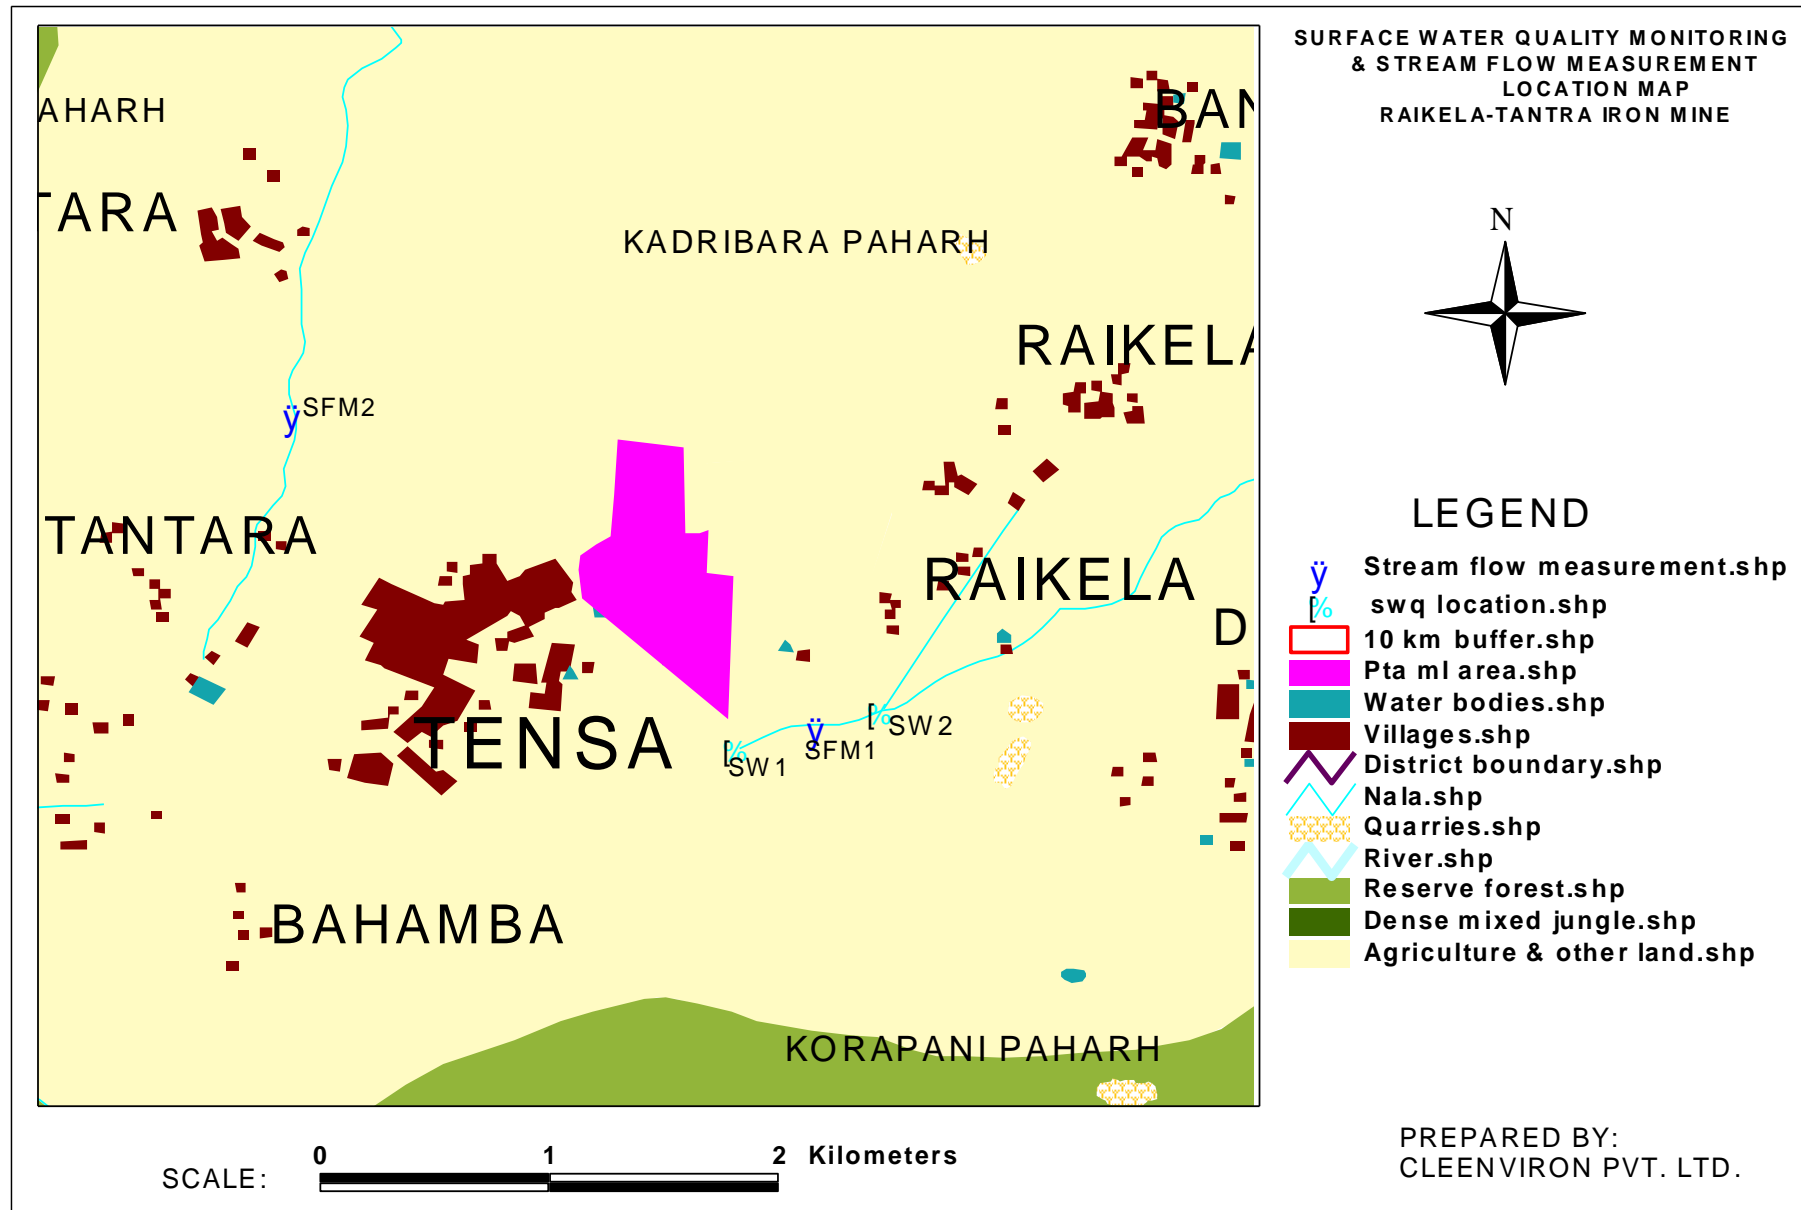 SURFACE WATER QUALITY MONITORING
& STREAM FLOW MEASUREMENT
LOCATION MAP
RAIKELA-TANTRA IRON MINE
N
AHARH
BAN
TARA
KADRIBARA PAHARH
RAIKELA
ÿ SFM2
TANTARA
RAIKELA
D
TENSA
[% SW1
ÿ SFM1
[% SW2
BAHAMBA
KORAPANI PAHARH
LEGEND
ÿ Stream flow measurement.shp
[% swq location.shp
10 km buffer.shp
Pta ml area.shp
Water bodies.shp
Villages.shp
District boundary.shp
Nala.shp
Quarries.shp
River.shp
Reserve forest.shp
Dense mixed jungle.shp
Agriculture & other land.shp
SCALE:
0 1 2 Kilometers
PREPARED BY:
CLEENVIRON PVT. LTD.